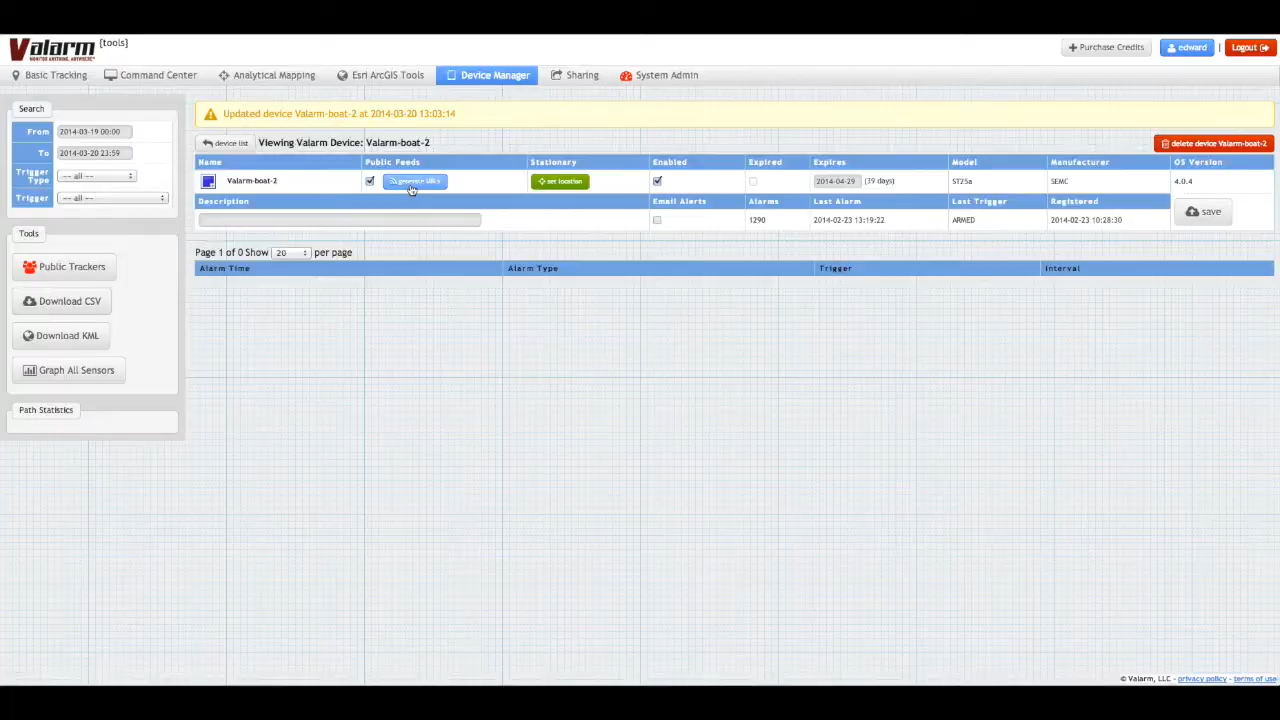 Valarm {tools}
MONITOR ANYTHING, ANYWHERE™
Purchase Credits
edward
|
Logout
Basic Tracking
Command Center
Analytical Mapping
Esri ArcGIS Tools
Device Manager
Sharing
System Admin
Search
From 2014-03-19 00:00
To 2014-03-20 23:59
Trigger Type -- all --
Trigger -- all --
Tools
Public Trackers
Download CSV
Download KML
Graph All Sensors
Path Statistics
Updated device Valarm-boat-2 at 2014-03-20 13:03:14
device list Viewing Valarm Device: Valarm-boat-2
delete device Valarm-boat-2
Name Public Feeds Stationary Enabled Expired Expires Model Manufacturer OS Version
Valarm-boat-2 generate URLs set location 2014-04-29 (39 days) ST25a SEMC 4.0.4
Description Email Alerts Alarms Last Alarm Last Trigger Registered
1290 2014-02-23 13:19:22 ARMED 2014-02-23 10:28:30
save
Page 1 of 0 Show 20 per page
Alarm Time Alarm Type Trigger Interval
© Valarm, LLC - privacy policy - terms of use